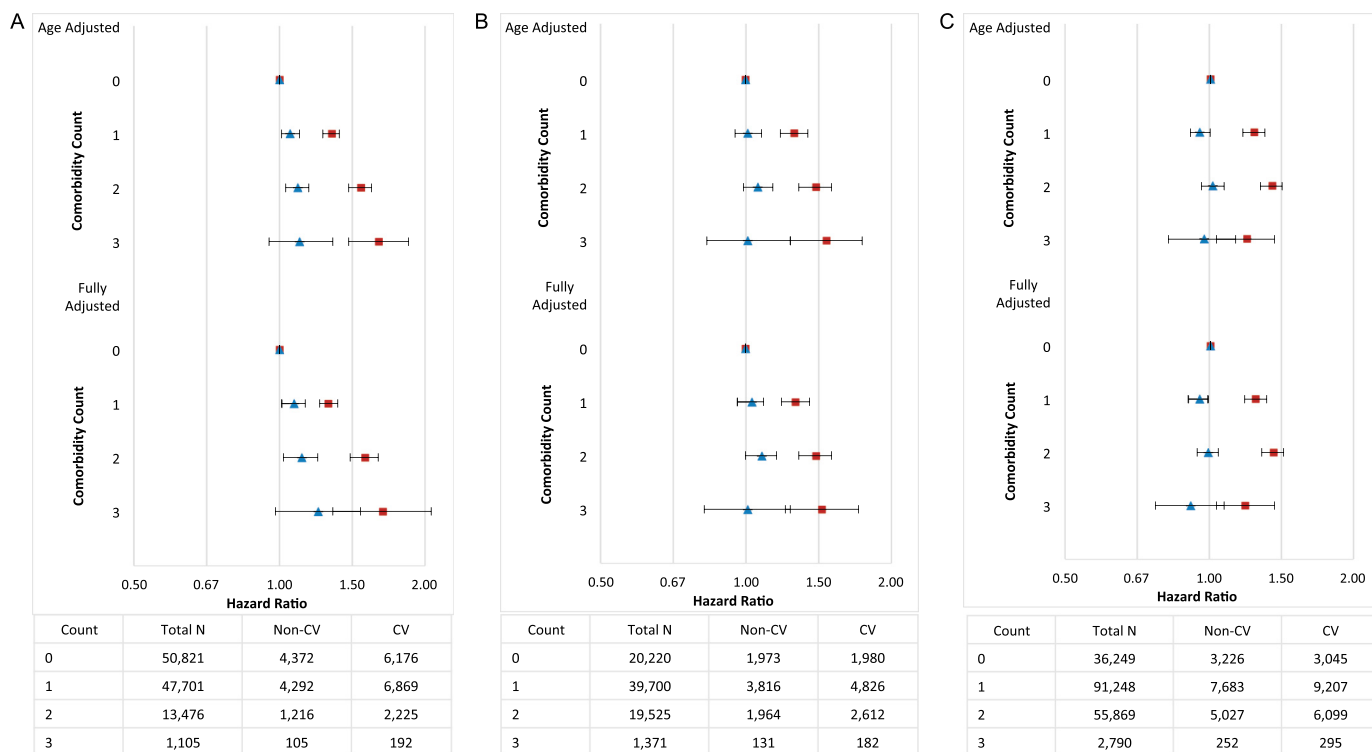 A
Age Adjusted
0
1
2
3
Comorbidity Count
Fully
Adjusted
0
1
2
3
Comorbidity Count
0.50 0.67 1.00 1.50 2.00
Hazard Ratio
Count Total N Non-CV CV
0 50,821 4,372 6,176
1 47,701 4,292 6,869
2 13,476 1,216 2,225
3 1,105 105 192
B
Age Adjusted
0
1
2
3
Comorbidity Count
Fully
Adjusted
0
1
2
3
Comorbidity Count
0.50 0.67 1.00 1.50 2.00
Hazard Ratio
Count Total N Non-CV CV
0 20,220 1,973 1,980
1 39,700 3,816 4,826
2 19,525 1,964 2,612
3 1,371 131 182
C
Age Adjusted
0
1
2
3
Comorbidity Count
Fully
Adjusted
0
1
2
3
Comorbidity Count
0.50 0.67 1.00 1.50 2.00
Hazard Ratio
Count Total N Non-CV CV
0 36,249 3,226 3,045
1 91,248 7,683 9,207
2 55,869 5,027 6,099
3 2,790 252 295